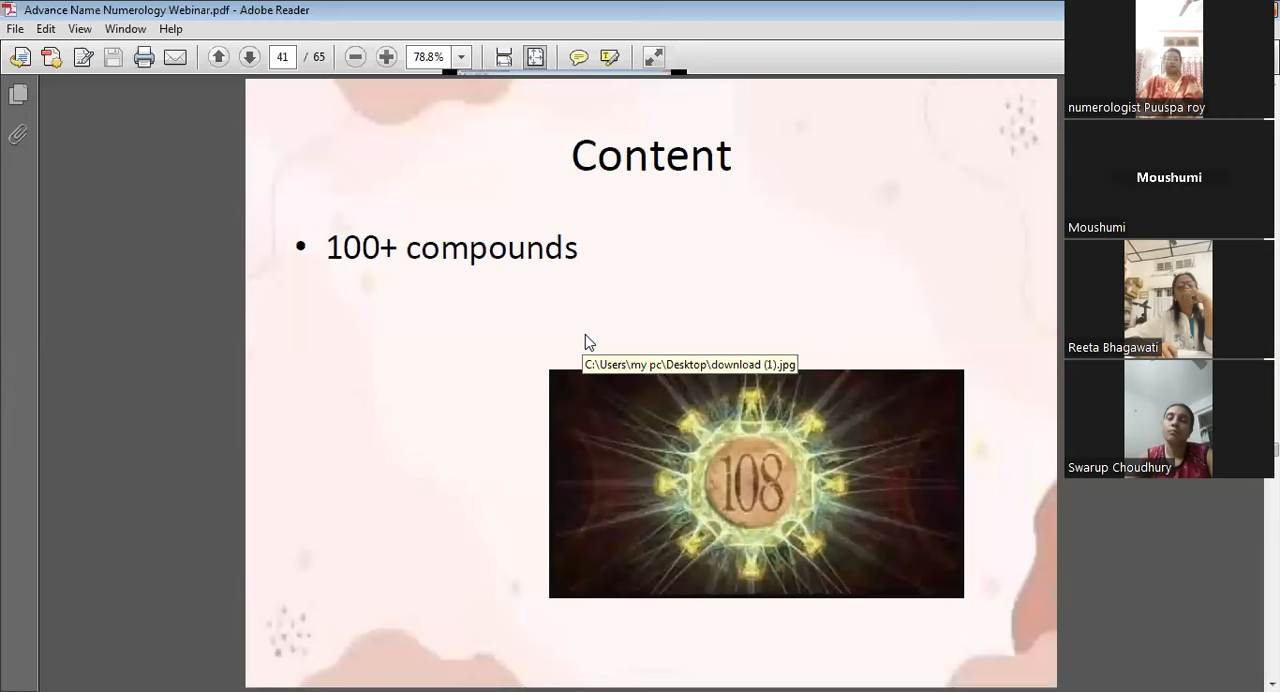 Advance Name Numerology Webinar.pdf - Adobe Reader
File Edit View Window Help
41 / 65 78.8%
Content
• 100+ compounds
C:\Users\my pc\Desktop\download (1).jpg
108
numerologist Puuspa roy
Moushumi
Moushumi
Reeta Bhagawati
Swarup Choudhury